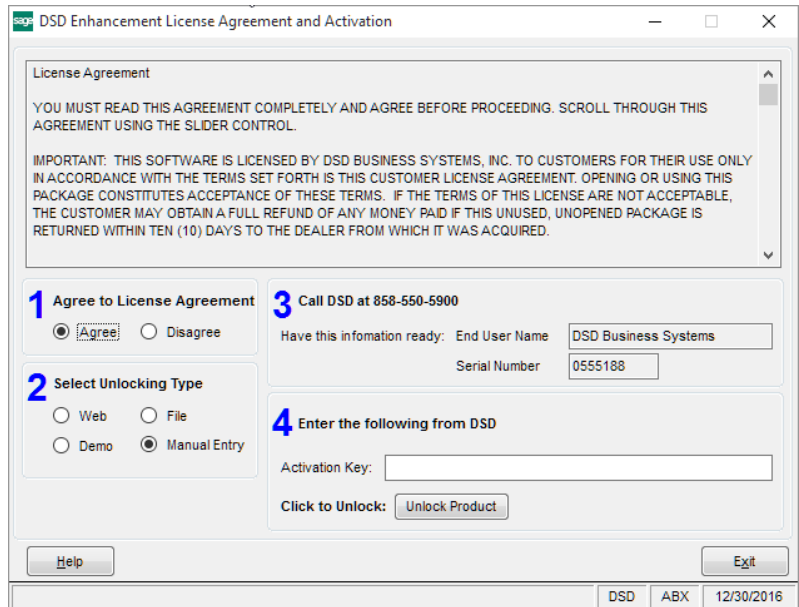 sage DSD Enhancement License Agreement and Activation
License Agreement
YOU MUST READ THIS AGREEMENT COMPLETELY AND AGREE BEFORE PROCEEDING. SCROLL THROUGH THIS
AGREEMENT USING THE SLIDER CONTROL.
IMPORTANT: THIS SOFTWARE IS LICENSED BY DSD BUSINESS SYSTEMS, INC. TO CUSTOMERS FOR THEIR USE ONLY
IN ACCORDANCE WITH THE TERMS SET FORTH IS THIS CUSTOMER LICENSE AGREEMENT. OPENING OR USING THIS
PACKAGE CONSTITUTES ACCEPTANCE OF THESE TERMS. IF THE TERMS OF THIS LICENSE ARE NOT ACCEPTABLE,
THE CUSTOMER MAY OBTAIN A FULL REFUND OF ANY MONEY PAID IF THIS UNUSED, UNOPENED PACKAGE IS
RETURNED WITHIN TEN (10) DAYS TO THE DEALER FROM WHICH IT WAS ACQUIRED.
1 Agree to License Agreement
Agree Disagree
2 Select Unlocking Type
Web File
Demo Manual Entry
3 Call DSD at 858-550-5900
Have this infomation ready: End User Name DSD Business Systems
Serial Number 0555188
4 Enter the following from DSD
Activation Key:
Click to Unlock: Unlock Product
Help Exit
DSD ABX 12/30/2016